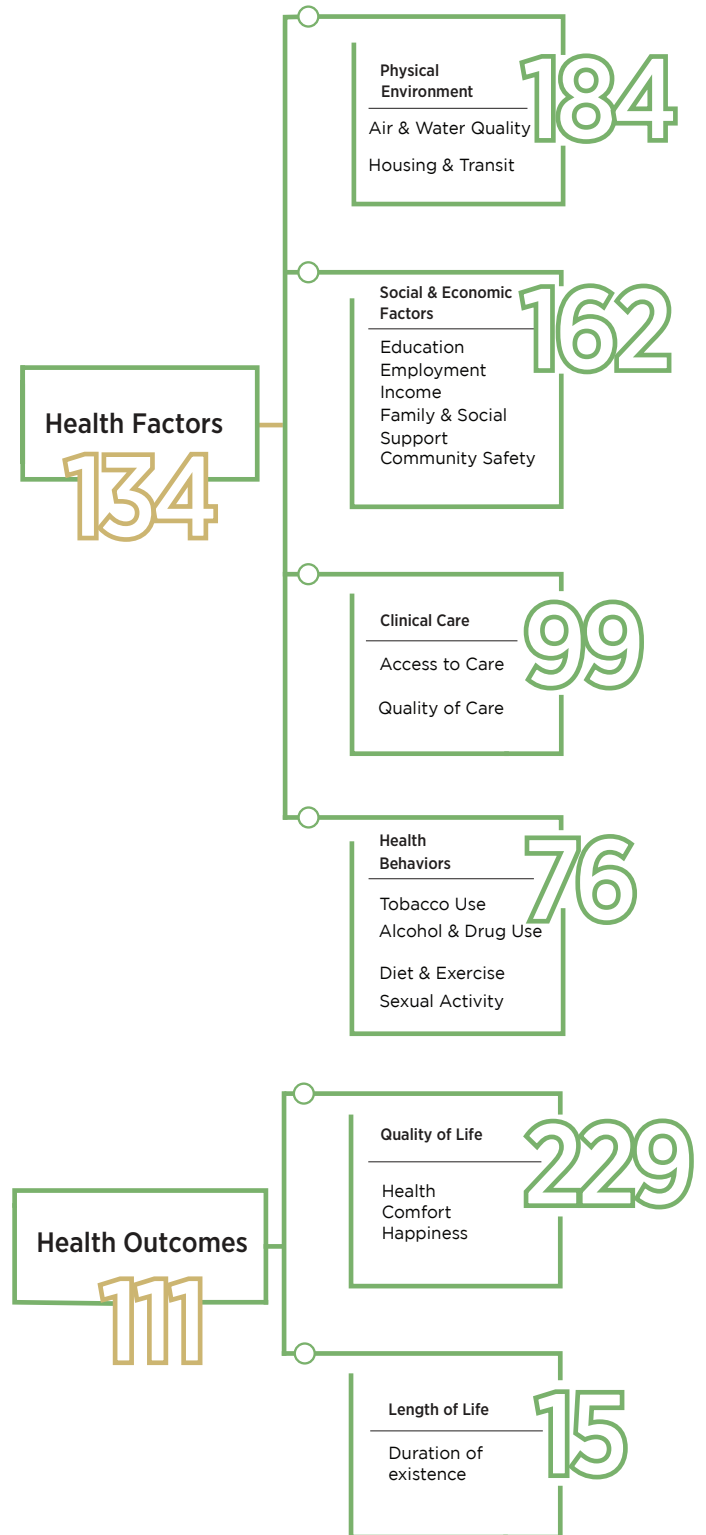 Physical
Environment
184
Air & Water Quality
Housing & Transit
Social & Economic
Factors
162
Education
Employment
Income
Family & Social
Support
Community Safety
Health Factors
134
Clinical Care
99
Access to Care
Quality of Care
Health
Behaviors
76
Tobacco Use
Alcohol & Drug Use
Diet & Exercise
Sexual Activity
Quality of Life
229
Health
Comfort
Happiness
Health Outcomes
111
Length of Life
15
Duration of
existence